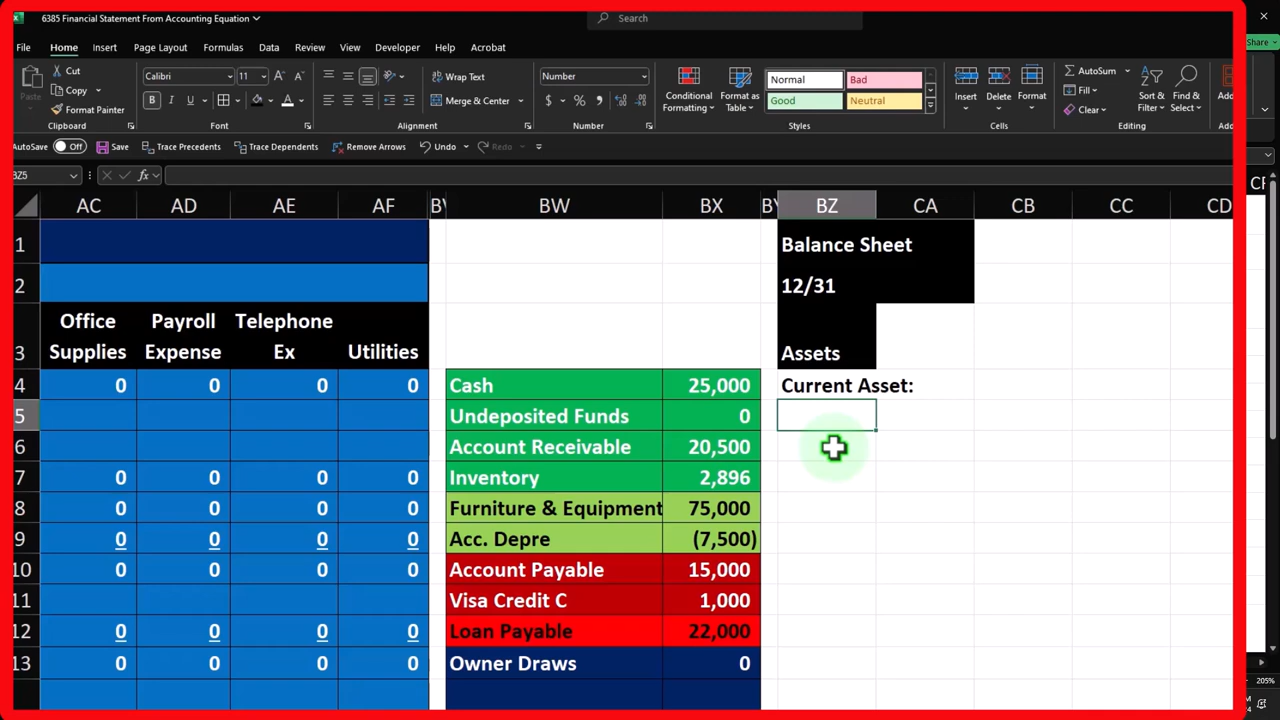 6385 Financial Statement From Accounting Equation
Search
File Home Insert Page Layout Formulas Data Review View Developer Help Acrobat
Share
Paste
Cut
Copy
Format Painter
Clipboard
Calibri 11
B I U
Font
Wrap Text
Merge & Center
Alignment
Number
$ %
Number
Conditional Formatting
Format as Table
Normal Bad
Good Neutral
Styles
Insert Delete Format
Cells
AutoSum
Fill
Clear
Sort & Filter
Find & Select
Editing
AutoSave Off Save Trace Precedents Trace Dependents Remove Arrows Undo Redo
BZ5 fx
AC AD AE AF BW BX BZ CA CB CC CD
1 Balance Sheet
2 12/31
3 Office Supplies Payroll Expense Telephone Ex Utilities Assets
4 0 0 0 0 Cash 25,000 Current Asset:
5 Undeposited Funds 0
6 Account Receivable 20,500
7 0 0 0 0 Inventory 2,896
8 0 0 0 0 Furniture & Equipment 75,000
9 0 0 0 0 Acc. Depre (7,500)
10 0 0 0 0 Account Payable 15,000
11 Visa Credit C 1,000
12 0 0 0 0 Loan Payable 22,000
13 0 0 0 0 Owner Draws 0
205%